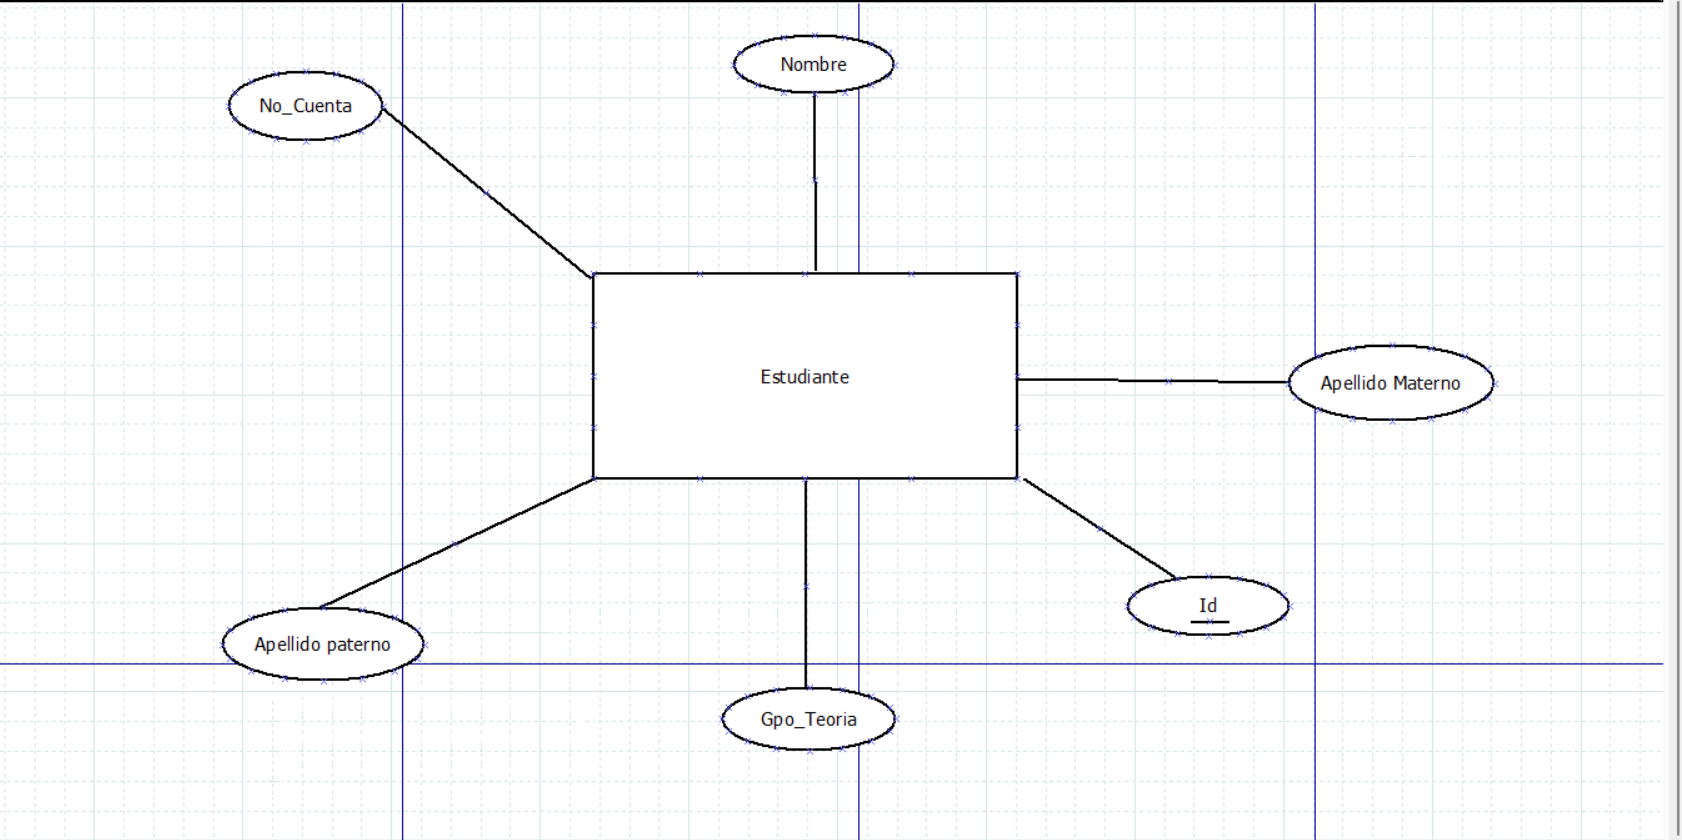 Nombre
No_Cuenta
Estudiante
Apellido Materno
Id
Apellido paterno
Gpo_Teoria